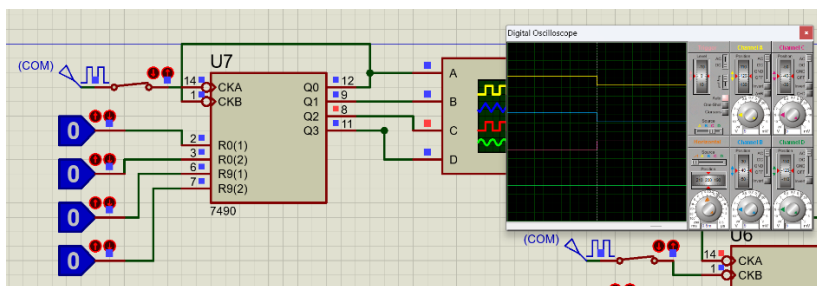 Digital Oscilloscope
(COM)
U7
14
CKA
1
CKB
Q0
12
Q1
9
Q2
8
Q3
11
2
R0(1)
3
R0(2)
6
R9(1)
7
R9(2)
7490
0
0
0
0
A
B
C
D
Channel A
Channel C
Channel B
Channel D
(COM)
U6
14
CKA
1
CKB